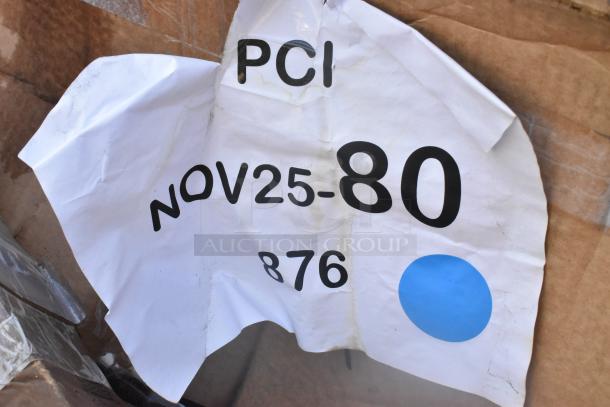 PCI
NOV25-80
AUCTION GROUP
876